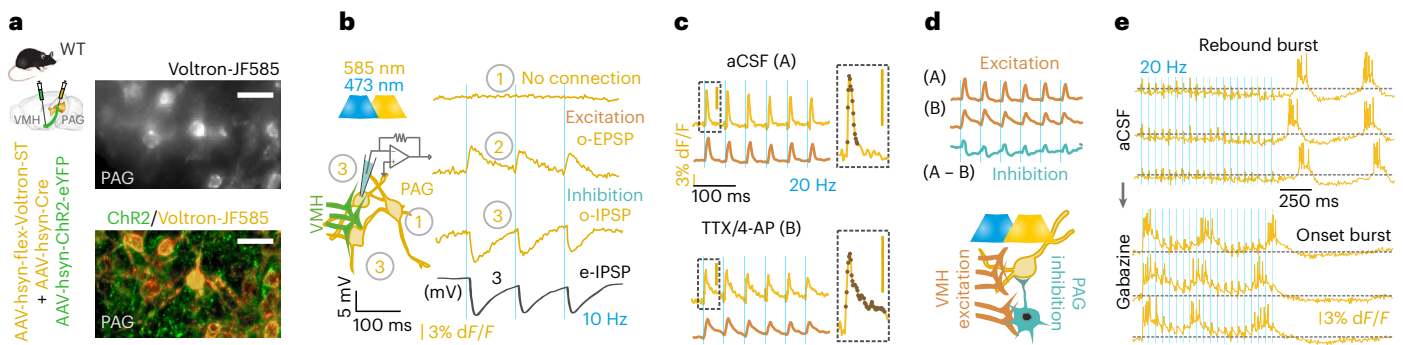 a
WT
VMH
PAG
AAV-hsyn-flex-Voltron-ST
+ AAV-hsyn-Cre
AAV-hsyn-ChR2-eYFP
Voltron-JF585
PAG
ChR2/Voltron-JF585
PAG
b
585 nm
473 nm
3
PAG
VMH
1
3
1 No connection
Excitation
o-EPSP
2
Inhibition
o-IPSP
3
3
e-IPSP
(mV)
5 mV
100 ms
10 Hz
3% dF/F
c
aCSF (A)
3% dF/F
100 ms
20 Hz
TTX/4-AP (B)
d
Excitation
(A)
(B)
(A – B)
Inhibition
VMH
excitation
PAG
inhibition
e
Rebound burst
20 Hz
aCSF
250 ms
Onset burst
Gabazine
3% dF/F